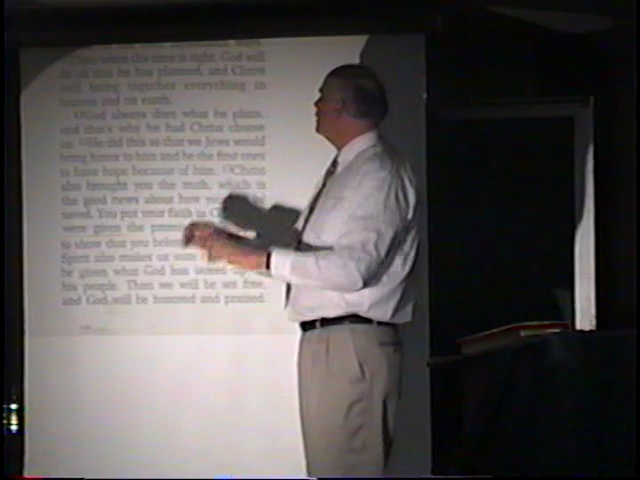 when the time is right. God will
do all that he has planned, and Christ
will bring together everything in
heaven and on earth.
God always does what he plans,
and that's why he had Christ choose
us. He did this so that we Jews would
bring honor to him and be the first ones
to have hope because of him. Christ
also brought you the truth, which is
the good news about how you
saved. You put your faith in
were given the
to show that you
Spirit also makes us
be given what God has
his people. Then we will be set free,
and God will be honored and praised.